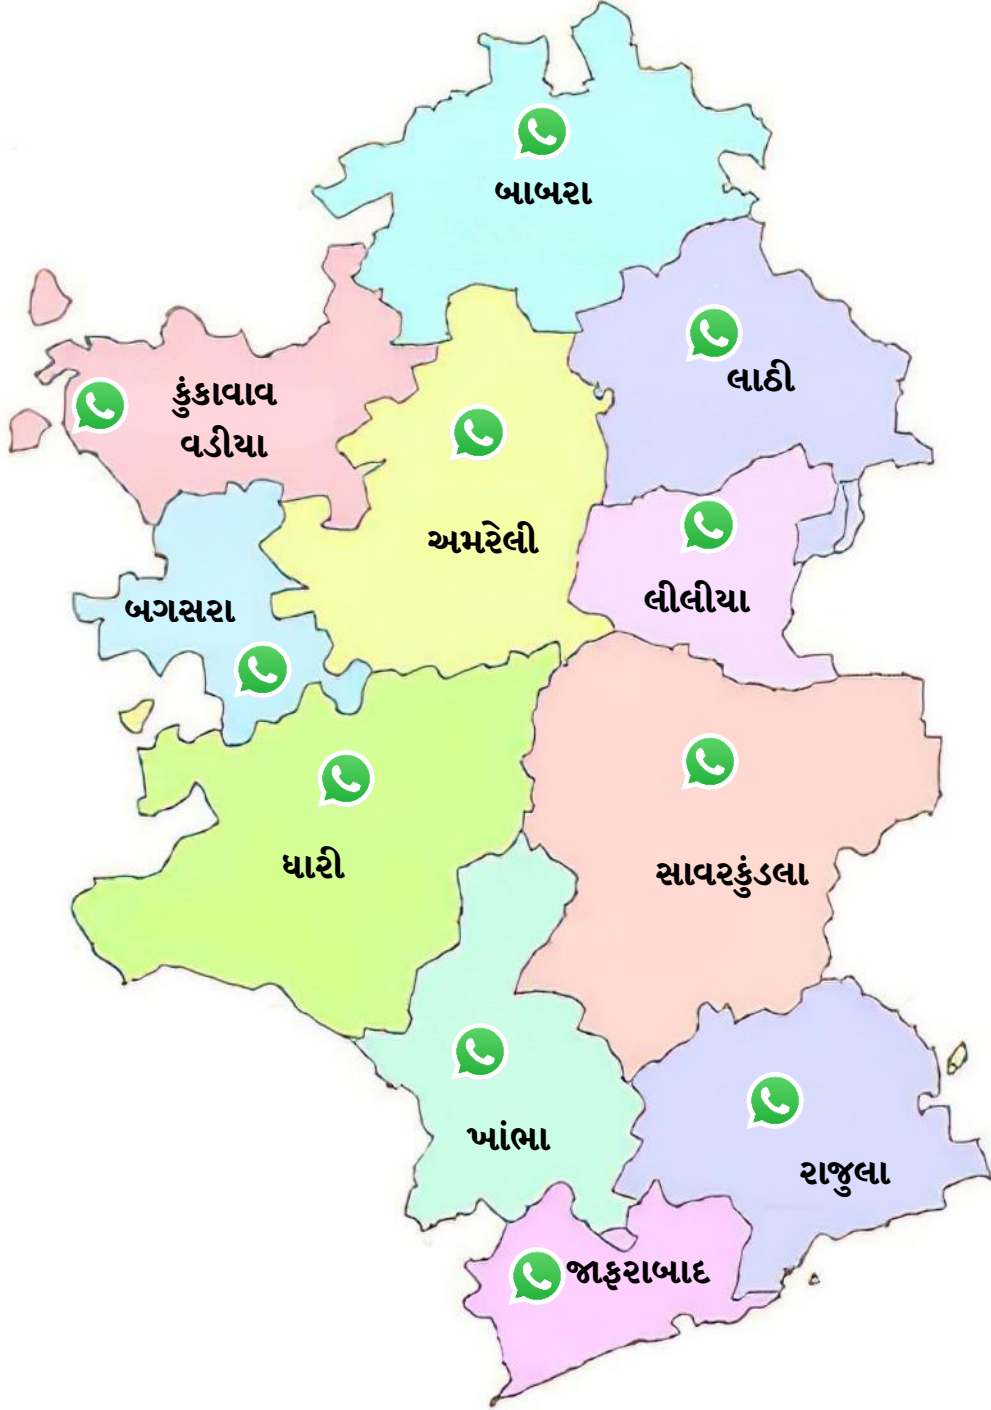 બાબરા
લાઠી
કુંકાવાવ
વડીયા
અમરેલી
લીલીયા
બગસરા
ધારી
સાવરકુંડલા
ખાંભા
રાજુલા
જાફરાબાદ